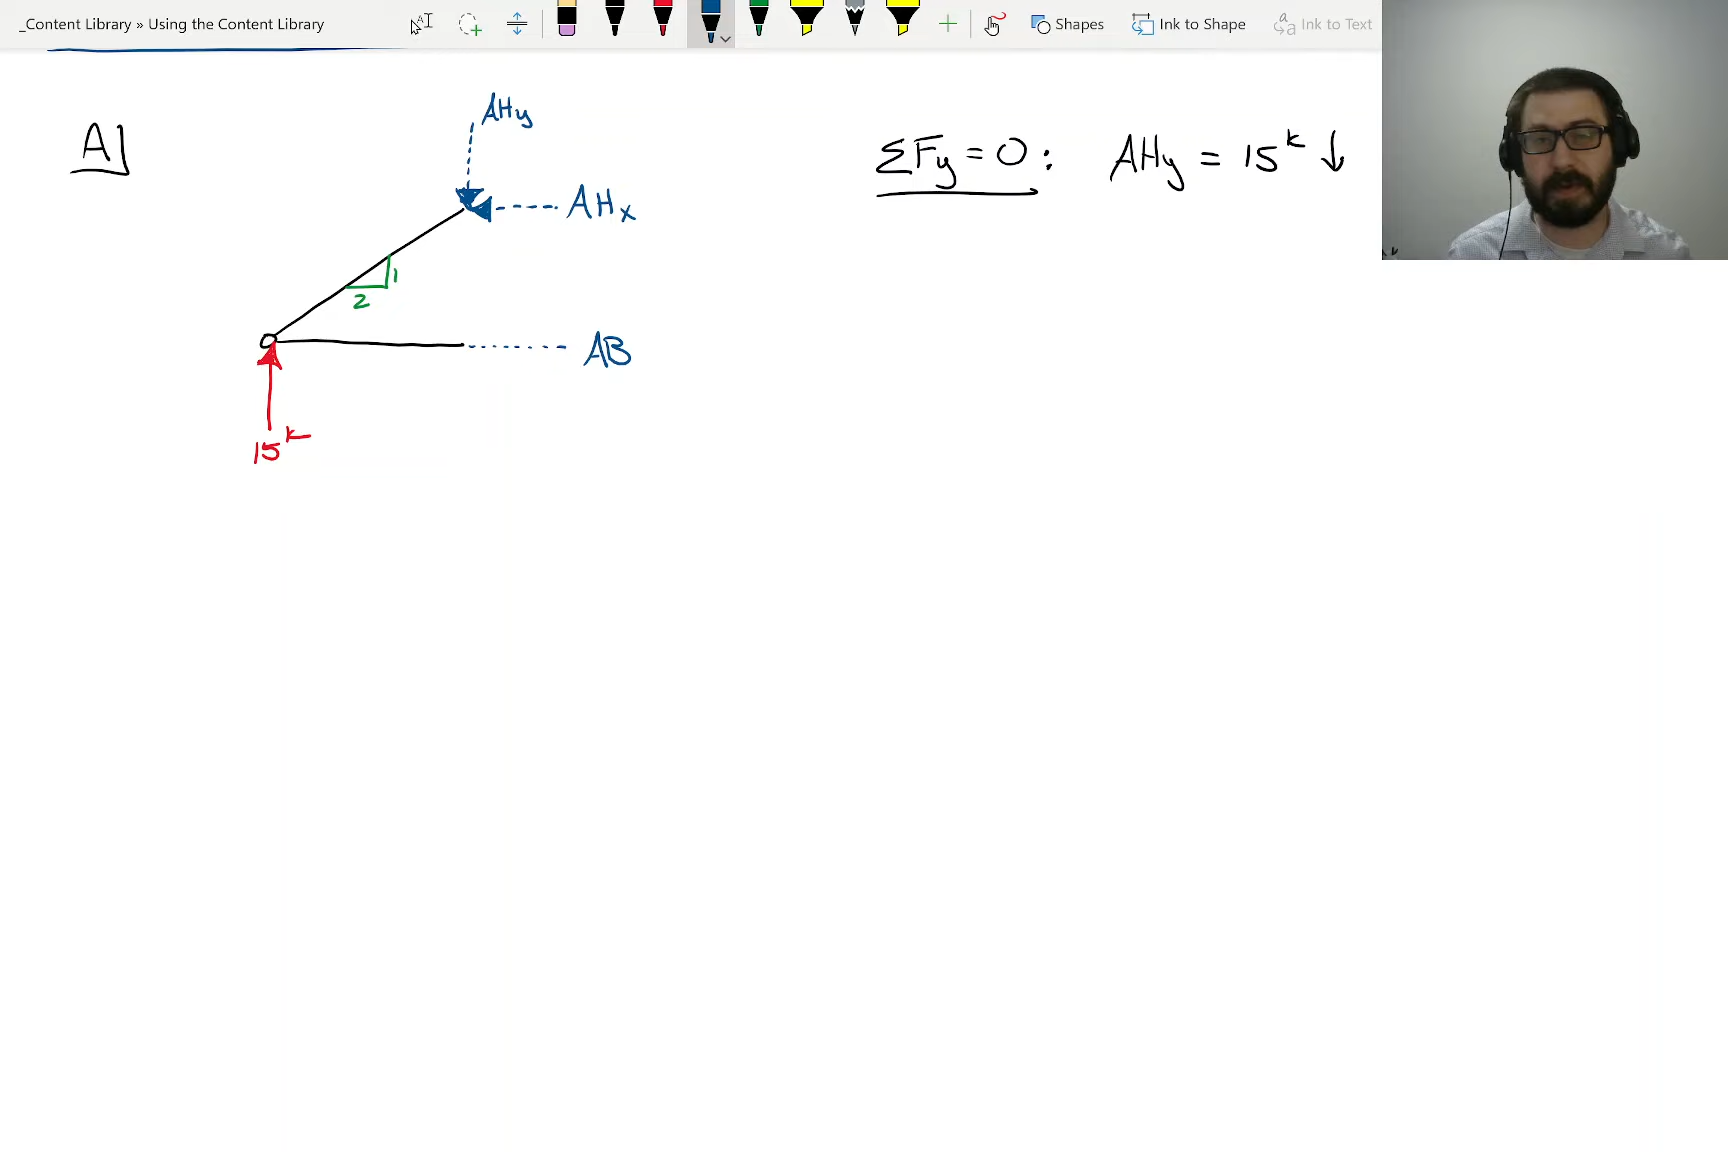 _Content Library » Using the Content Library
Shapes
Ink to Shape
Ink to Text
A]
AHy
ΣFy = 0 : AHy = 15ᵏ ↓
AHx
1
2
AB
15ᵏ